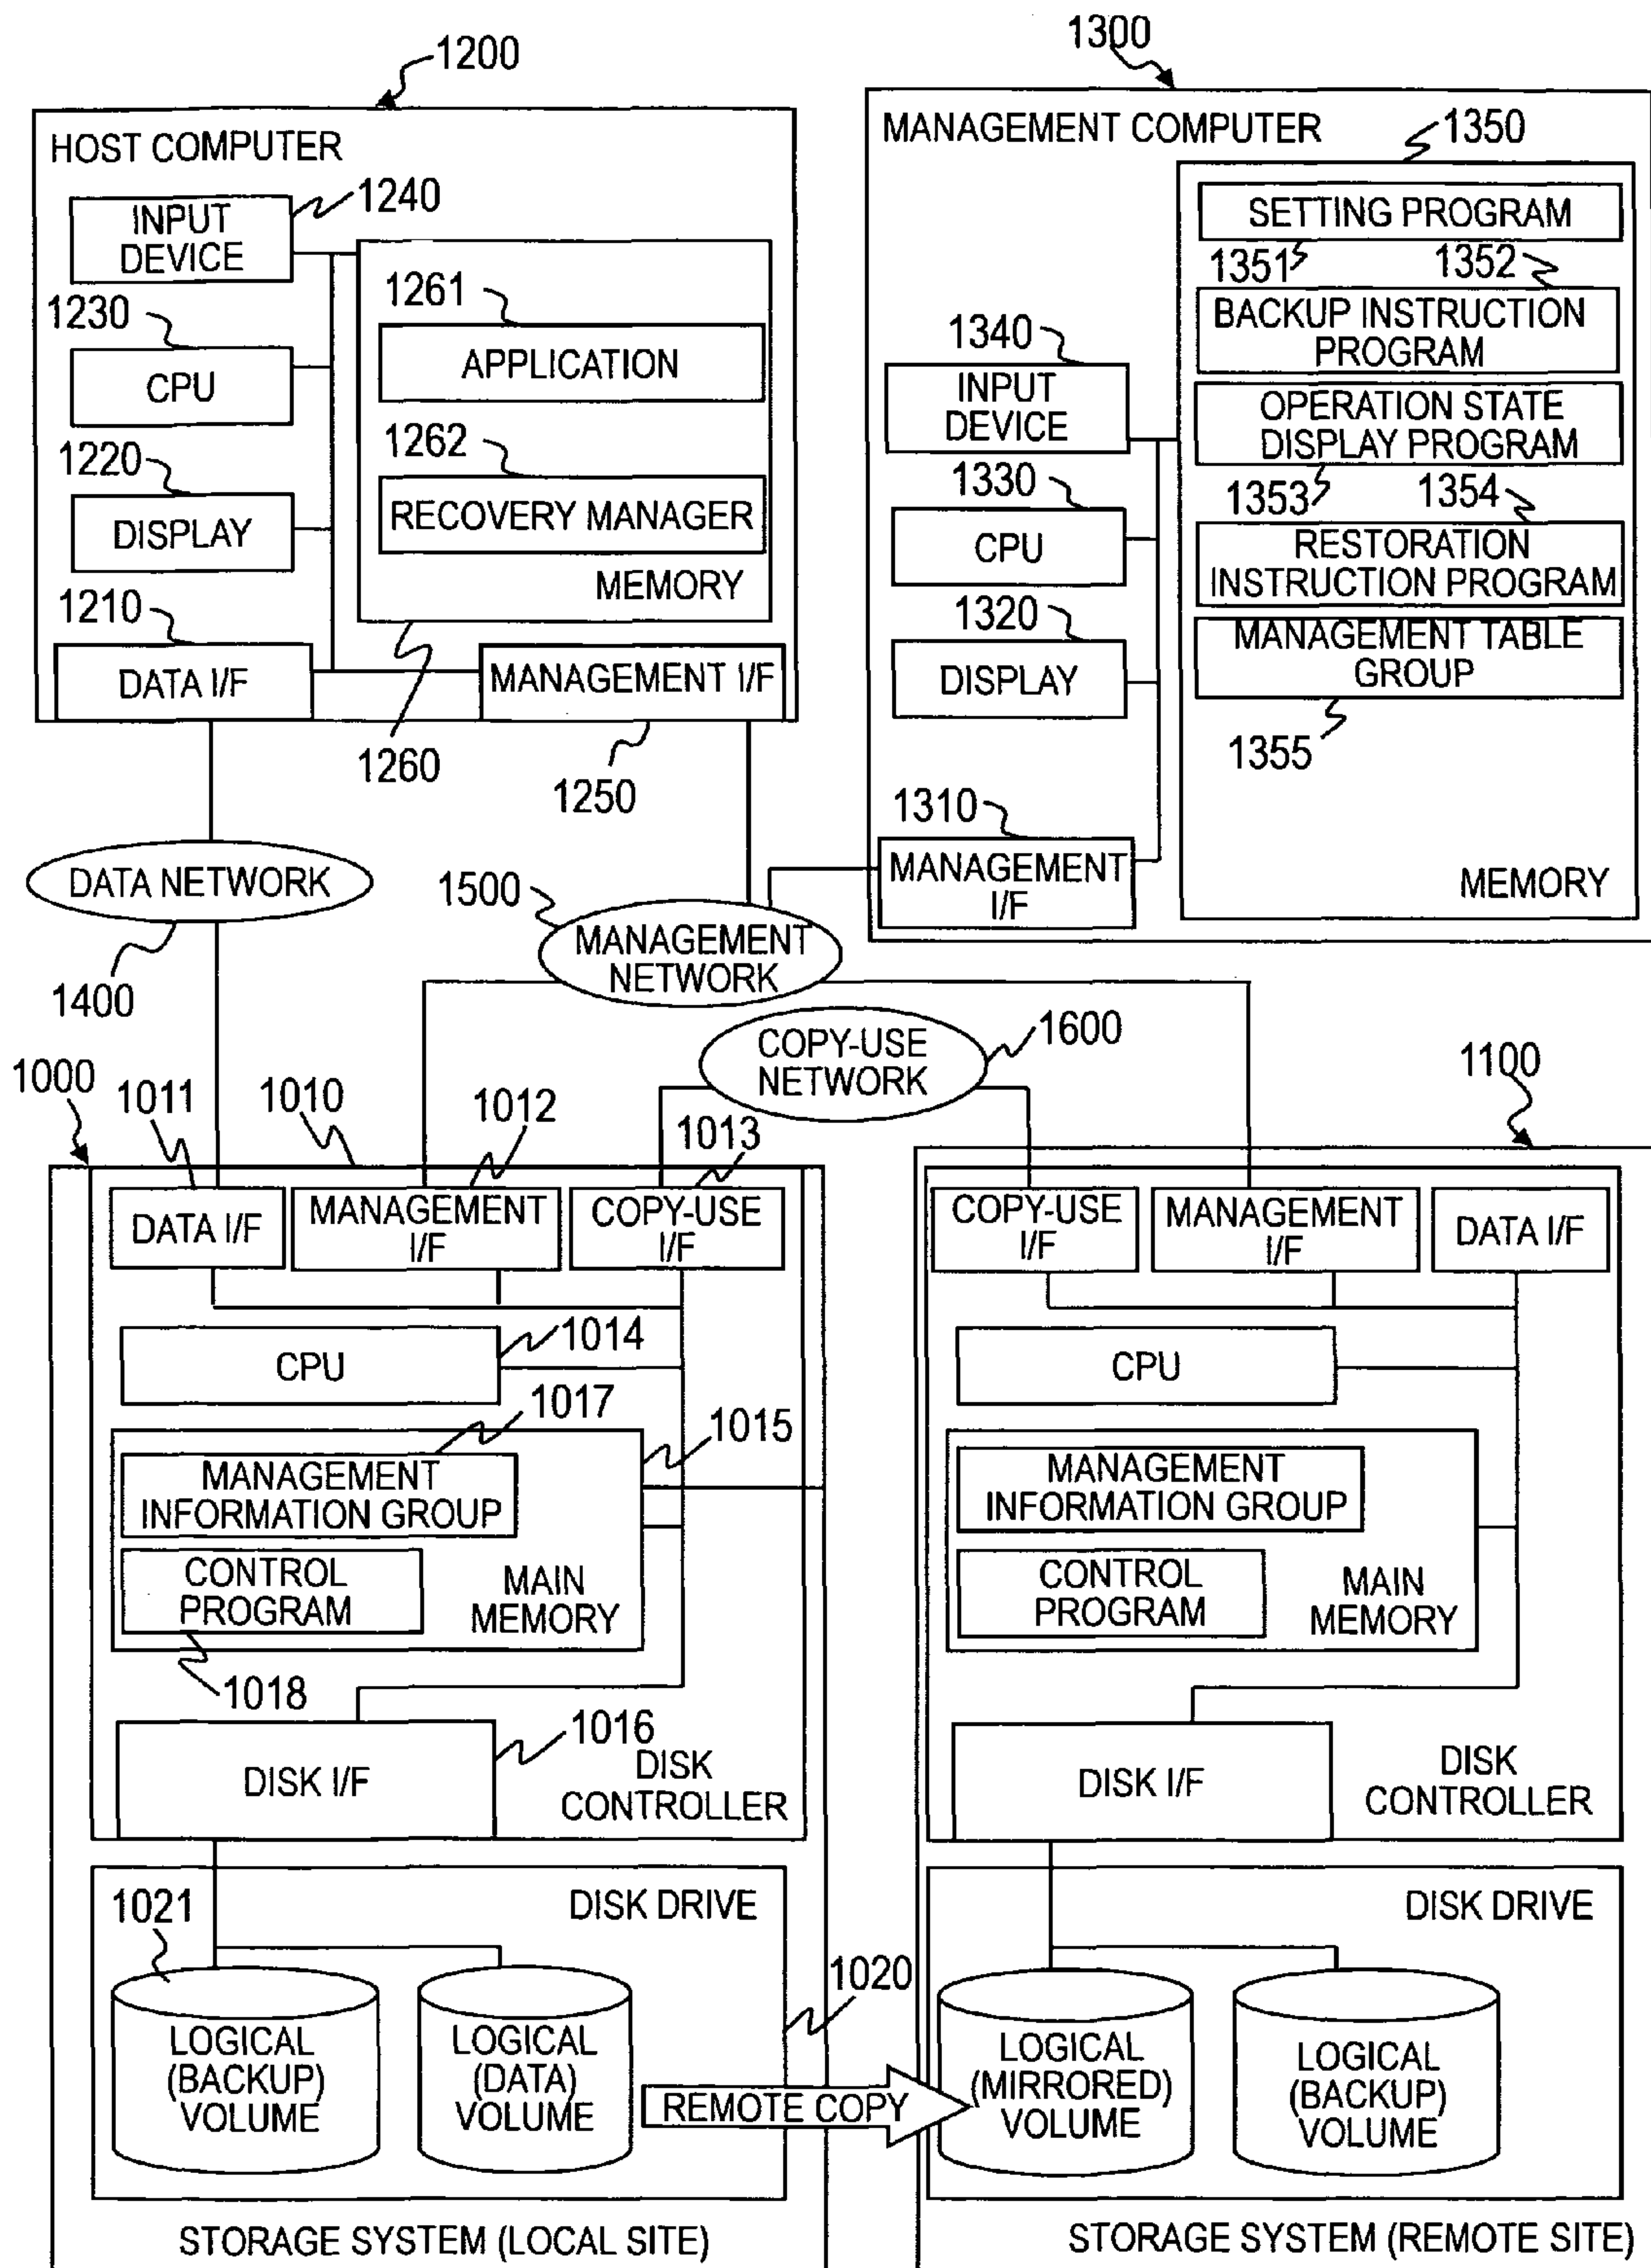 1200
HOST COMPUTER
1240
INPUT
DEVICE
1230
CPU
1220
DISPLAY
1210
DATA I/F
1261
APPLICATION
1262
RECOVERY MANAGER
MEMORY
MANAGEMENT I/F
1260
1250
1300
MANAGEMENT COMPUTER
1350
SETTING PROGRAM
1351
1352
BACKUP INSTRUCTION
PROGRAM
OPERATION STATE
DISPLAY PROGRAM
1353
1354
RESTORATION
INSTRUCTION PROGRAM
MANAGEMENT TABLE
GROUP
1355
MEMORY
1340
INPUT
DEVICE
1330
CPU
1320
DISPLAY
1310
MANAGEMENT
I/F
DATA NETWORK
1400
1500
MANAGEMENT
NETWORK
COPY-USE
NETWORK
1600
1000
1011
1010
1012
1013
DATA I/F
MANAGEMENT
I/F
COPY-USE
I/F
CPU
1014
1017
1015
MANAGEMENT
INFORMATION GROUP
CONTROL
PROGRAM
MAIN
MEMORY
1018
1016
DISK I/F
DISK
CONTROLLER
DISK DRIVE
1021
1020
LOGICAL
(BACKUP)
VOLUME
LOGICAL
(DATA)
VOLUME
REMOTE COPY
STORAGE SYSTEM (LOCAL SITE)
1100
COPY-USE
I/F
MANAGEMENT
I/F
DATA I/F
CPU
MANAGEMENT
INFORMATION GROUP
CONTROL
PROGRAM
MAIN
MEMORY
DISK I/F
DISK
CONTROLLER
DISK DRIVE
LOGICAL
(MIRRORED)
VOLUME
LOGICAL
(BACKUP)
VOLUME
STORAGE SYSTEM (REMOTE SITE)